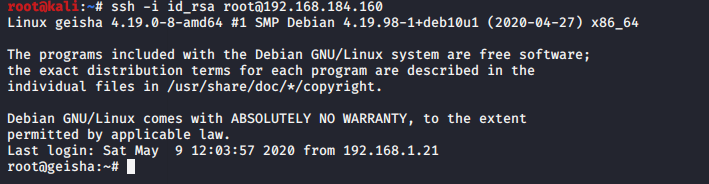 root@kali:~# ssh -i id_rsa root@192.168.184.160
Linux geisha 4.19.0-8-amd64 #1 SMP Debian 4.19.98-1+deb10u1 (2020-04-27) x86_64
The programs included with the Debian GNU/Linux system are free software;
the exact distribution terms for each program are described in the
individual files in /usr/share/doc/*/copyright.
Debian GNU/Linux comes with ABSOLUTELY NO WARRANTY, to the extent
permitted by applicable law.
Last login: Sat May  9 12:03:57 2020 from 192.168.1.21
root@geisha:~#